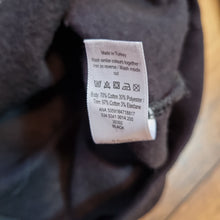 Made in Turkey
Wash similar colours together
Iron on reverse / Wash inside
out
Body: 70% Cotton 30% Polyester
Trim: 97% Cotton 3% Elastane
BLACK